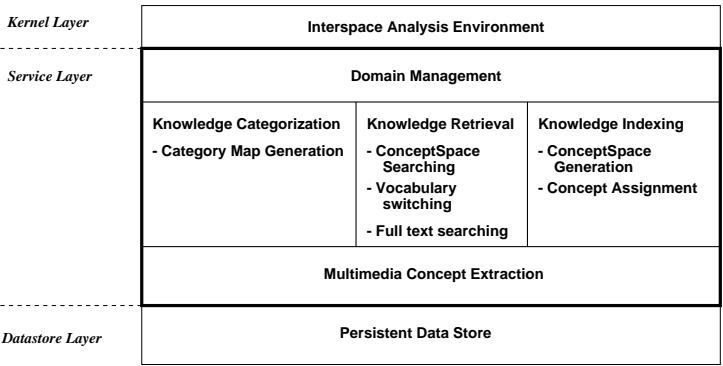 Kernel Layer
Interspace Analysis Environment
Service Layer
Domain Management
Knowledge Categorization
- Category Map Generation
Knowledge Retrieval
- ConceptSpace
Searching
- Vocabulary
switching
- Full text searching
Knowledge Indexing
- ConceptSpace
Generation
- Concept Assignment
Multimedia Concept Extraction
Datastore Layer
Persistent Data Store